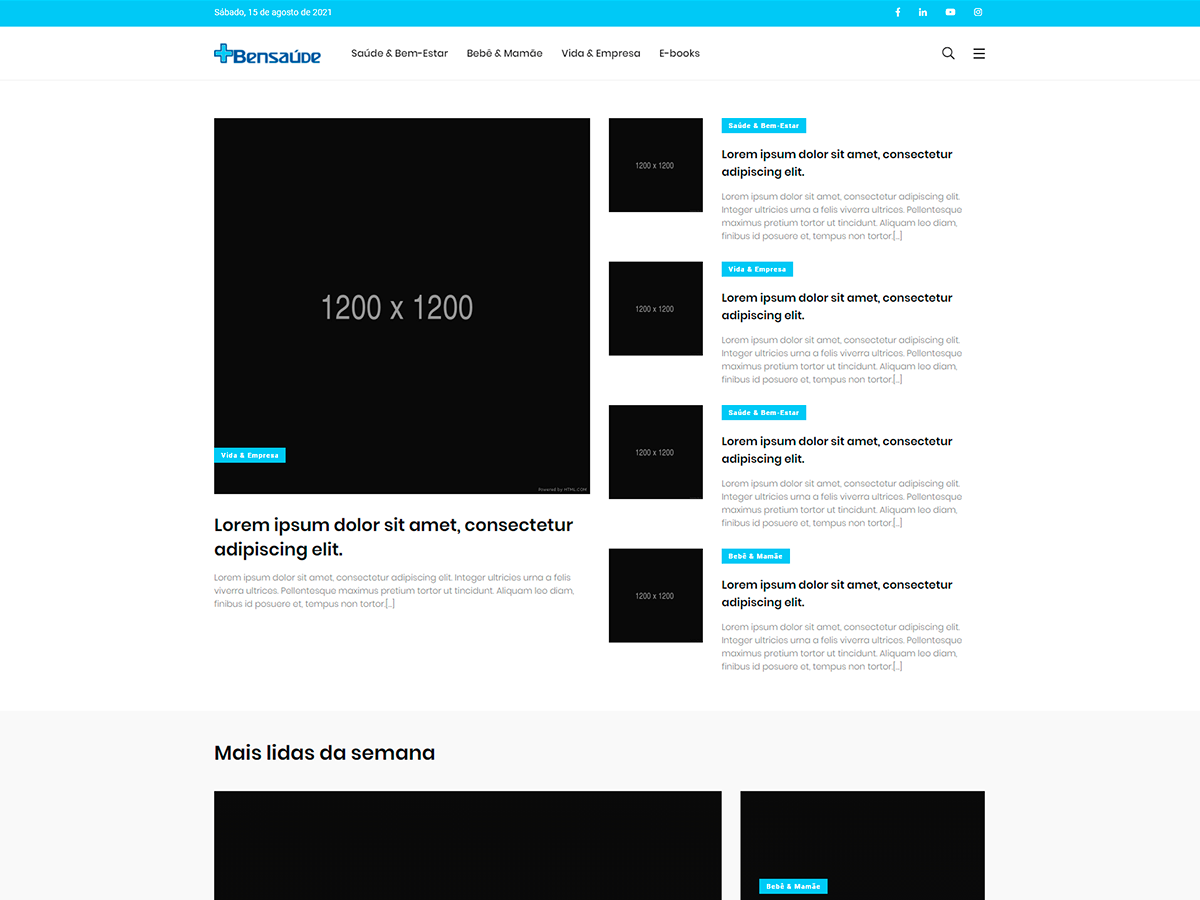 Sábado, 15 de agosto de 2021
Bensaúde
Saúde & Bem-Estar
Bebê & Mamãe
Vida & Empresa
E-books
1200 x 1200
Vida & Empresa
Powered by HTML.COM
Lorem ipsum dolor sit amet, consectetur
adipiscing elit.
Lorem ipsum dolor sit amet, consectetur adipiscing elit. Integer ultricies urna a felis
viverra ultrices. Pellentesque maximus pretium tortor ut tincidunt. Aliquam leo diam,
finibus id posuere et, tempus non tortor.[...]
1200 x 1200
Saúde & Bem-Estar
Lorem ipsum dolor sit amet, consectetur
adipiscing elit.
Lorem ipsum dolor sit amet, consectetur adipiscing elit.
Integer ultricies urna a felis viverra ultrices. Pellentesque
maximus pretium tortor ut tincidunt. Aliquam leo diam,
finibus id posuere et, tempus non tortor.[...]
1200 x 1200
Vida & Empresa
Lorem ipsum dolor sit amet, consectetur
adipiscing elit.
Lorem ipsum dolor sit amet, consectetur adipiscing elit.
Integer ultricies urna a felis viverra ultrices. Pellentesque
maximus pretium tortor ut tincidunt. Aliquam leo diam,
finibus id posuere et, tempus non tortor.[...]
1200 x 1200
Saúde & Bem-Estar
Lorem ipsum dolor sit amet, consectetur
adipiscing elit.
Lorem ipsum dolor sit amet, consectetur adipiscing elit.
Integer ultricies urna a felis viverra ultrices. Pellentesque
maximus pretium tortor ut tincidunt. Aliquam leo diam,
finibus id posuere et, tempus non tortor.[...]
1200 x 1200
Bebê & Mamãe
Lorem ipsum dolor sit amet, consectetur
adipiscing elit.
Lorem ipsum dolor sit amet, consectetur adipiscing elit.
Integer ultricies urna a felis viverra ultrices. Pellentesque
maximus pretium tortor ut tincidunt. Aliquam leo diam,
finibus id posuere et, tempus non tortor.[...]
Mais lidas da semana
Bebê & Mamãe